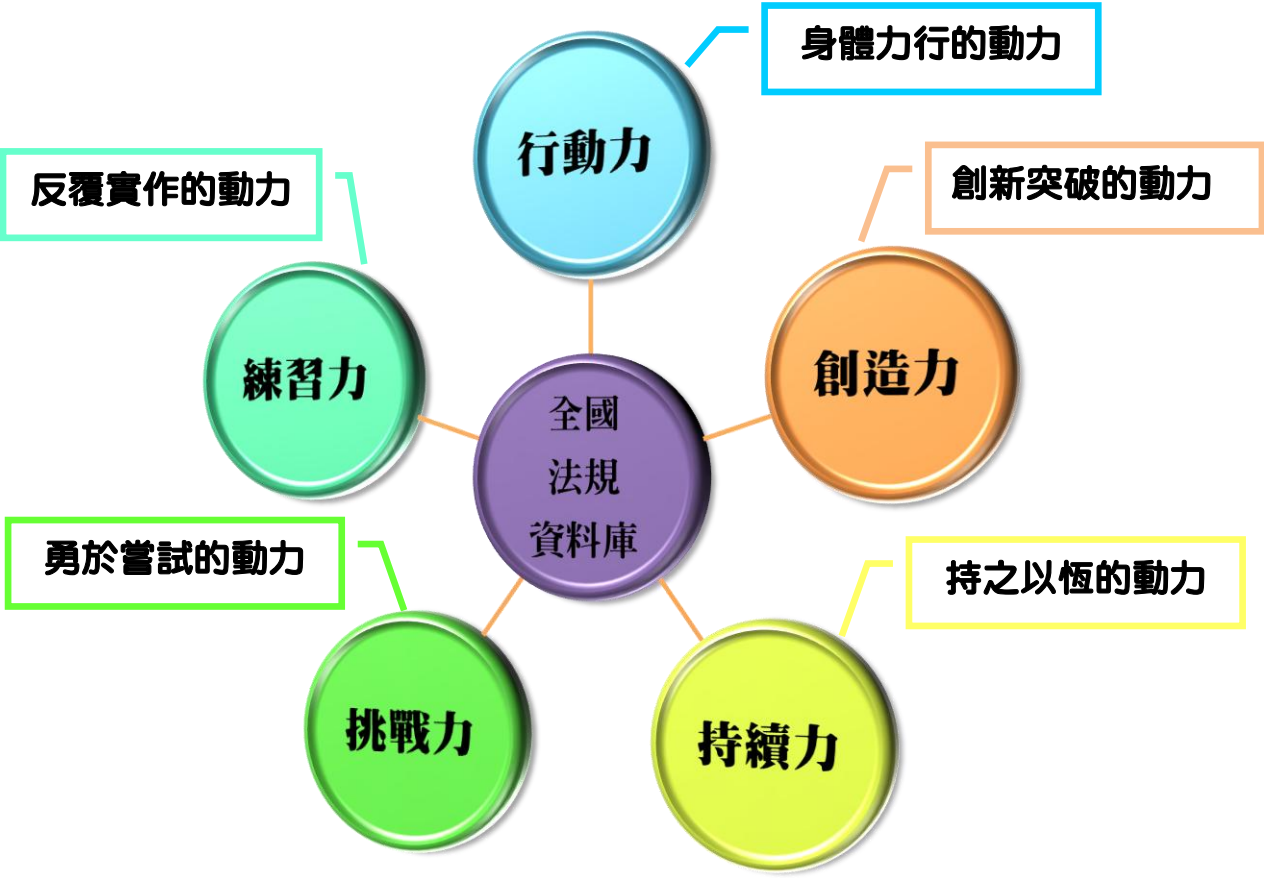 身體力行的動力
行動力
創新突破的動力
創造力
反覆實作的動力
練習力
全國
法規
資料庫
勇於嘗試的動力
挑戰力
持之以恆的動力
持續力